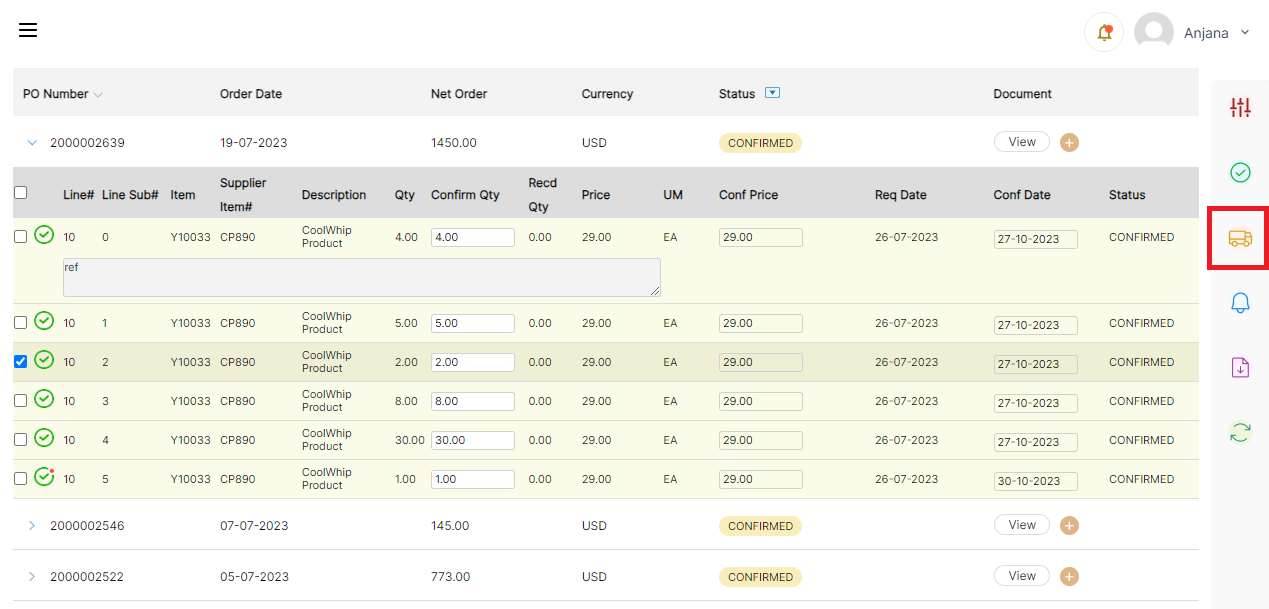 Anjana
PO Number Order Date Net Order Currency Status Document
2000002639 19-07-2023 1450.00 USD CONFIRMED View
Line# Line Sub# Item Supplier Item# Description Qty Confirm Qty Recd Qty Price UM Conf Price Req Date Conf Date Status
10 0 Y10033 CP890 CoolWhip Product 4.00 4.00 0.00 29.00 EA 29.00 26-07-2023 27-10-2023 CONFIRMED
ref
10 1 Y10033 CP890 CoolWhip Product 5.00 5.00 0.00 29.00 EA 29.00 26-07-2023 27-10-2023 CONFIRMED
10 2 Y10033 CP890 CoolWhip Product 2.00 2.00 0.00 29.00 EA 29.00 26-07-2023 27-10-2023 CONFIRMED
10 3 Y10033 CP890 CoolWhip Product 8.00 8.00 0.00 29.00 EA 29.00 26-07-2023 27-10-2023 CONFIRMED
10 4 Y10033 CP890 CoolWhip Product 30.00 30.00 0.00 29.00 EA 29.00 26-07-2023 27-10-2023 CONFIRMED
10 5 Y10033 CP890 CoolWhip Product 1.00 1.00 0.00 29.00 EA 29.00 26-07-2023 30-10-2023 CONFIRMED
2000002546 07-07-2023 145.00 USD CONFIRMED View
2000002522 05-07-2023 773.00 USD CONFIRMED View